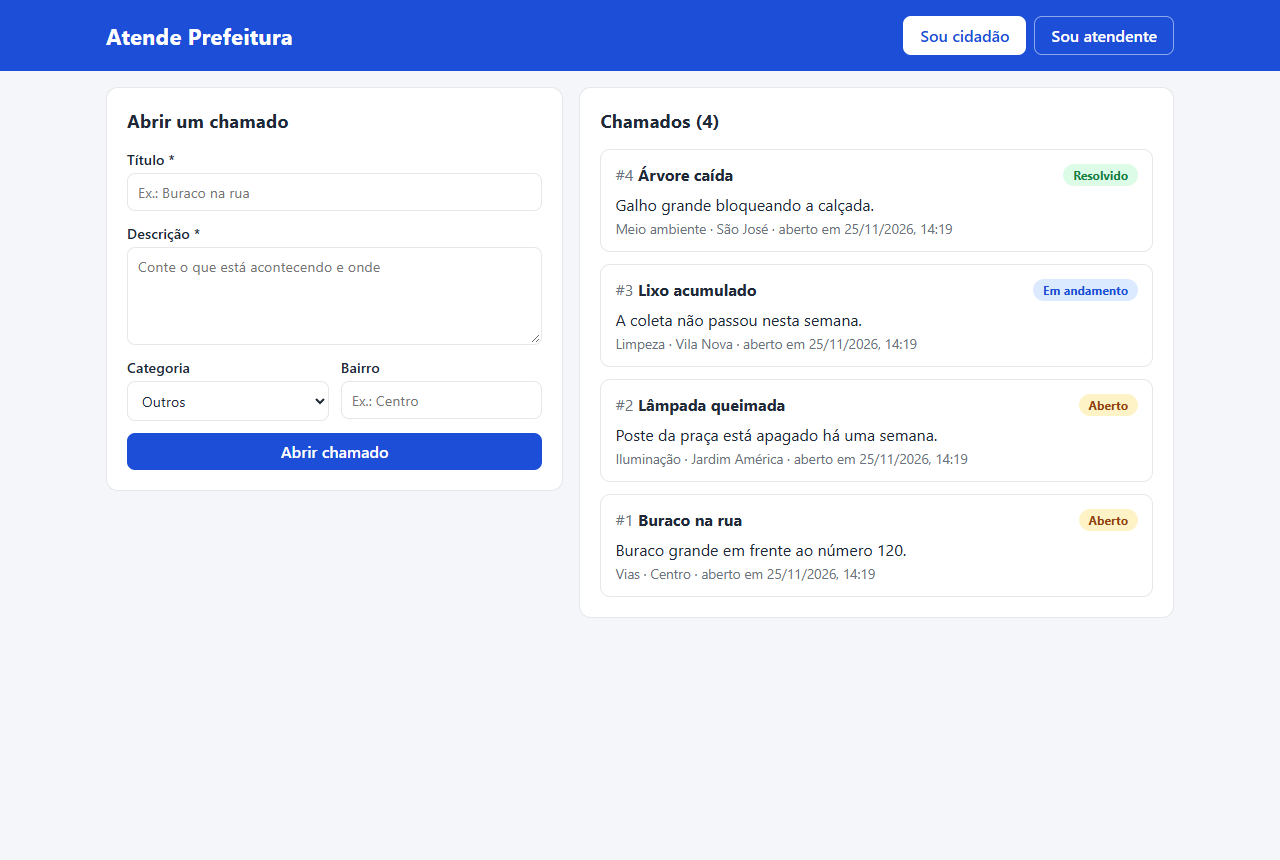 Atende Prefeitura
Sou cidadão
Sou atendente
Abrir um chamado
Título *
Ex.: Buraco na rua
Descrição *
Conte o que está acontecendo e onde
Categoria
Bairro
Outros
Ex.: Centro
Abrir chamado
Chamados (4)
#4 Árvore caída
Resolvido
Galho grande bloqueando a calçada.
Meio ambiente · São José · aberto em 25/11/2026, 14:19
#3 Lixo acumulado
Em andamento
A coleta não passou nesta semana.
Limpeza · Vila Nova · aberto em 25/11/2026, 14:19
#2 Lâmpada queimada
Aberto
Poste da praça está apagado há uma semana.
Iluminação · Jardim América · aberto em 25/11/2026, 14:19
#1 Buraco na rua
Aberto
Buraco grande em frente ao número 120.
Vias · Centro · aberto em 25/11/2026, 14:19